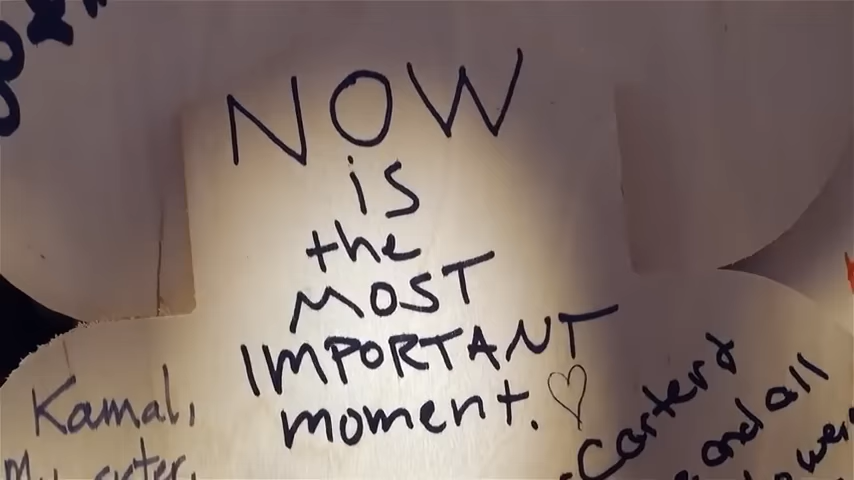 NOW
is
the
MOST
IMPORTANT
moment.♡
Kamal,
Carter &
and all